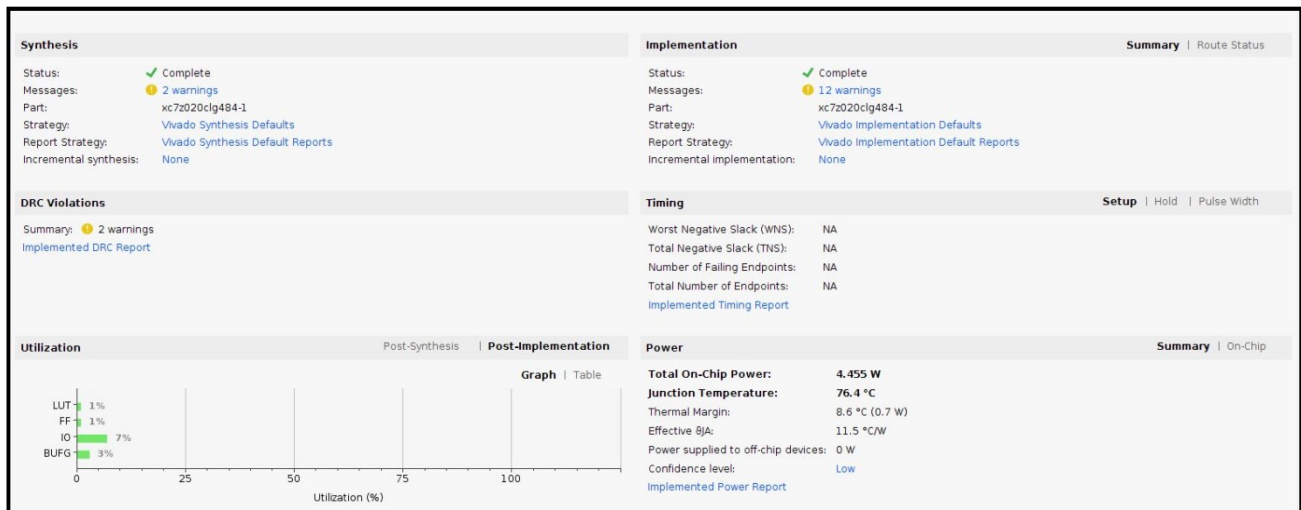 Synthesis
Status: Complete
Messages: 2 warnings
Part: xc7z020clg484-1
Strategy: Vivado Synthesis Defaults
Report Strategy: Vivado Synthesis Default Reports
Incremental synthesis: None
Implementation
Summary | Route Status
Status: Complete
Messages: 12 warnings
Part: xc7z020clg484-1
Strategy: Vivado Implementation Defaults
Report Strategy: Vivado Implementation Default Reports
Incremental implementation: None
DRC Violations
Summary: 2 warnings
Implemented DRC Report
Timing
Setup | Hold | Pulse Width
Worst Negative Slack (WNS): NA
Total Negative Slack (TNS): NA
Number of Failing Endpoints: NA
Total Number of Endpoints: NA
Implemented Timing Report
Utilization
Post-Synthesis | Post-Implementation
Graph | Table
LUT 1%
FF 1%
IO 7%
BUFG 3%
0 25 50 75 100
Utilization (%)
Power
Summary | On-Chip
Total On-Chip Power: 4.455 W
Junction Temperature: 76.4 °C
Thermal Margin: 8.6 °C (0.7 W)
Effective ϑJA: 11.5 °C/W
Power supplied to off-chip devices: 0 W
Confidence level: Low
Implemented Power Report